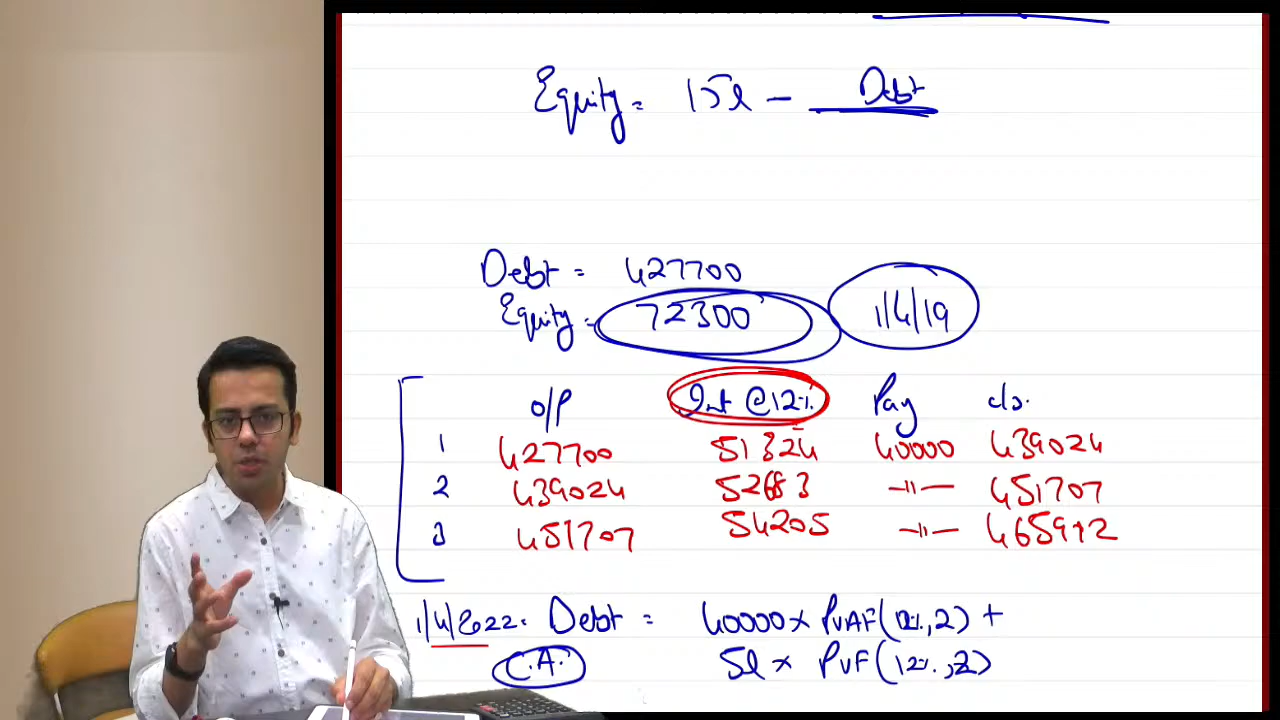 Equity = 15l - Debt
Debt = 427700
Equity = 72300 1/4/19
O/P Int @12% Pay clo.
1 427700 51324 40000 439024
2 439024 52683 -11- 451707
3 451707 54205 -11- 465912
1/4/2022. Debt = 40000 x PVAF(12%,2) +
C.A. 5l x PVF(12%,2)